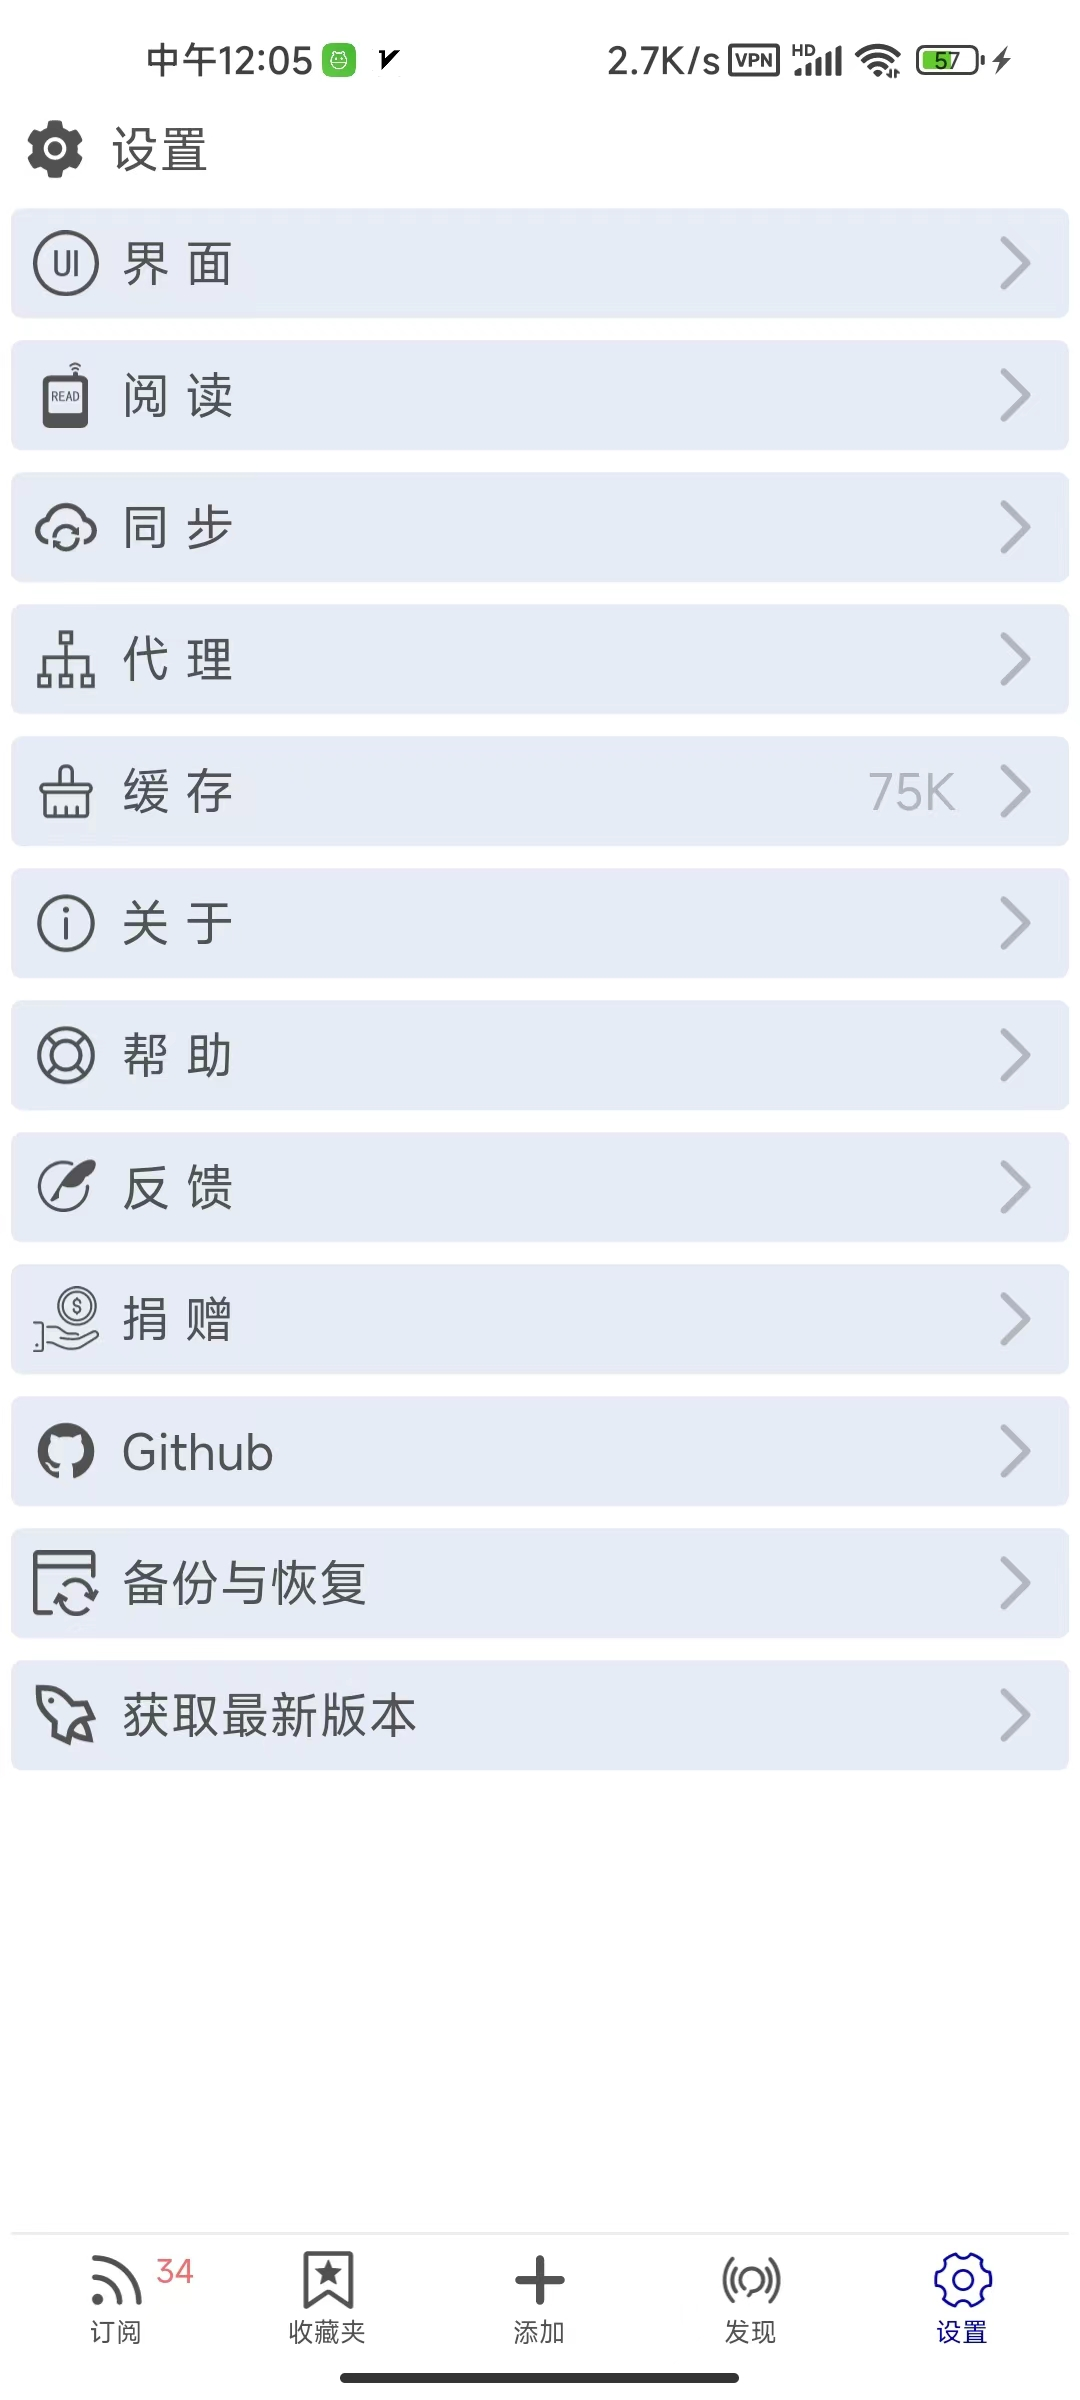 中午12:05 2.7K/s VPN HD 57
设置
UI 界 面
READ 阅 读
同 步
代 理
缓 存 75K
关 于
帮 助
反 馈
$ 捐 赠
Github
备份与恢复
获取最新版本
34
订阅 收藏夹 添加 发现 设置